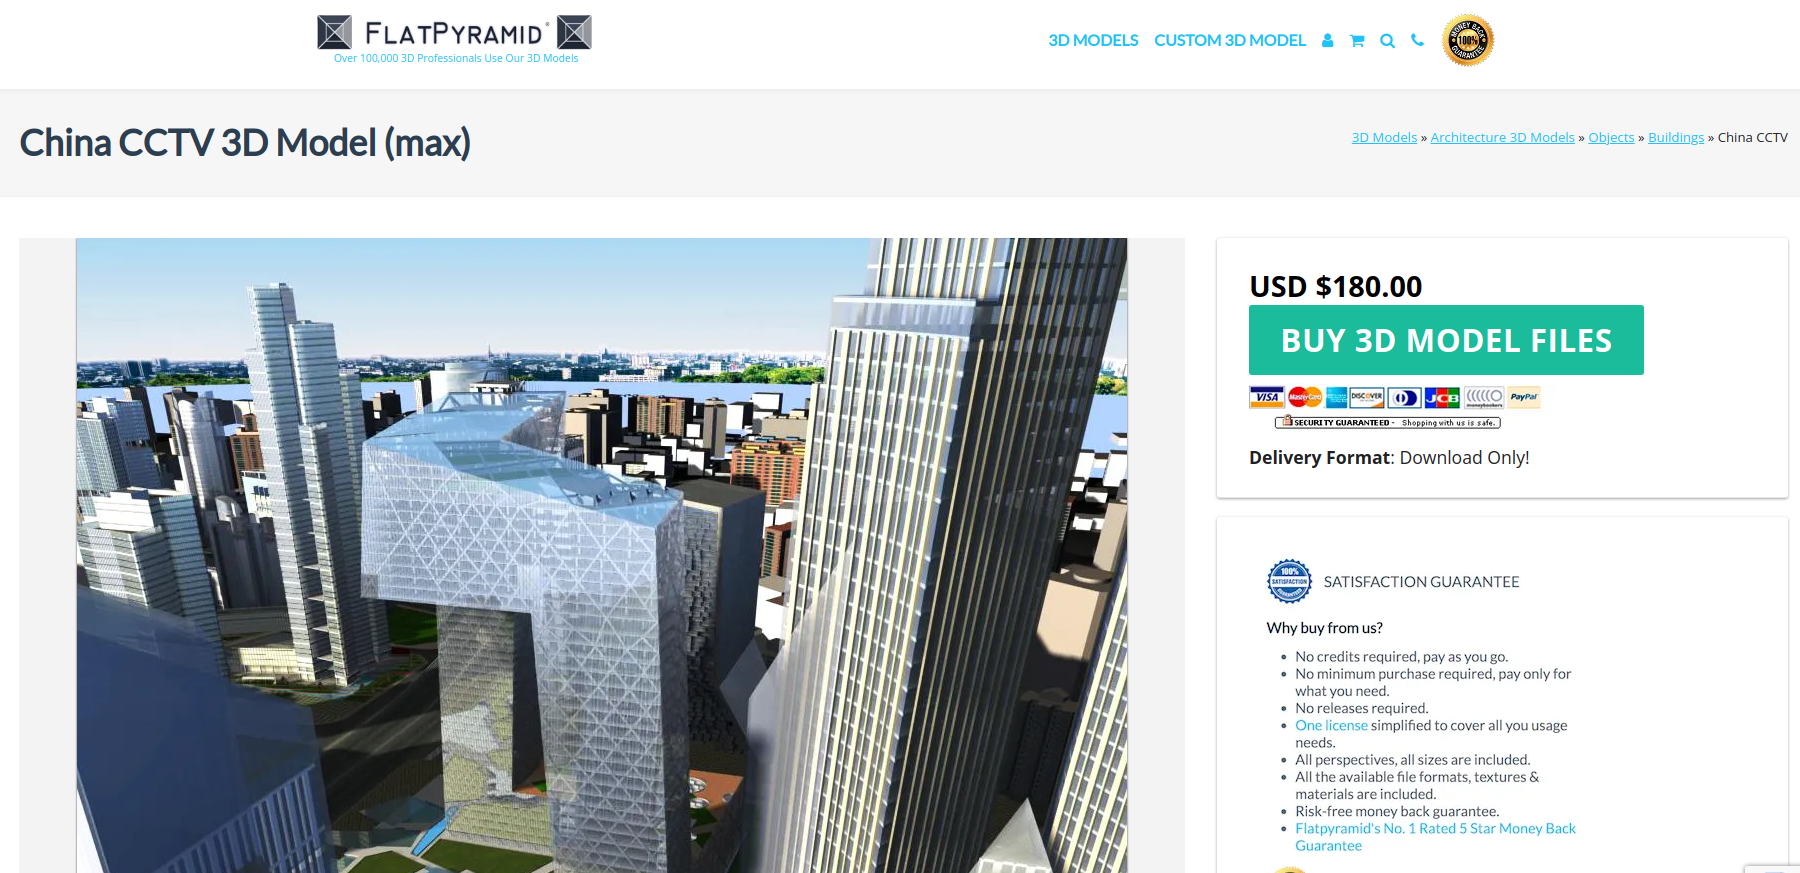 FLATPYRAMID®
Over 100,000 3D Professionals Use Our 3D Models
3D MODELS CUSTOM 3D MODEL
MONEY BACK
100%
GUARANTEE
China CCTV 3D Model (max)
3D Models » Architecture 3D Models » Objects » Buildings » China CCTV
USD $180.00
BUY 3D MODEL FILES
VISA MasterCard DISCOVER JCB moneybookers PayPal
SECURITY GUARANTEED - Shopping with us is safe.
Delivery Format: Download Only!
100%
SATISFACTION
GUARANTEE
SATISFACTION GUARANTEE
Why buy from us?
No credits required, pay as you go.
No minimum purchase required, pay only for
what you need.
No releases required.
One license simplified to cover all you usage
needs.
All perspectives, all sizes are included.
All the available file formats, textures &
materials are included.
Risk-free money back guarantee.
Flatpyramid's No. 1 Rated 5 Star Money Back
Guarantee